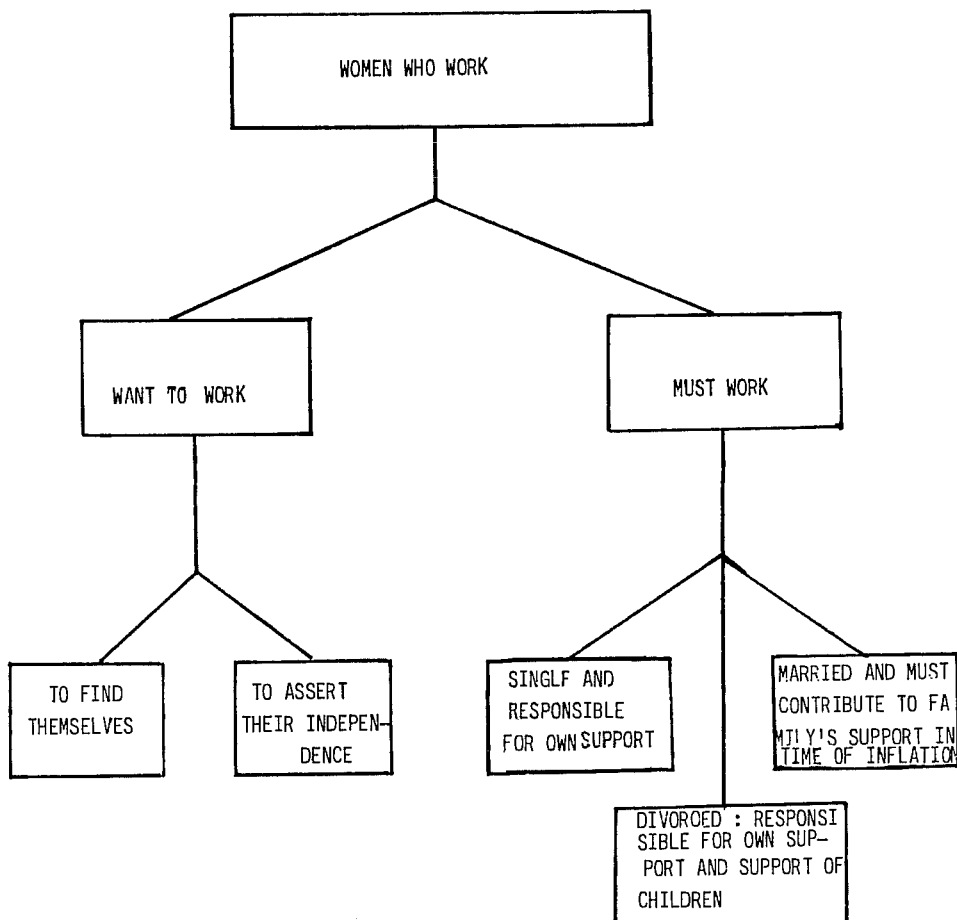 WOMEN WHO WORK
WANT TO WORK
MUST WORK
TO FIND
THEMSELVES
TO ASSERT
THEIR INDEPEN-
DENCE
SINGLF AND
RESPONSIBLE
FOR OWN SUPPORT
MARRIED AND MUST
CONTRIBUTE TO FA
MJIY'S SUPPORT IN
TIME OF INFLATION
DIVOROED : RESPONSI
SIBLE FOR OWN SUP-
PORT AND SUPPORT OF
CHILDREN